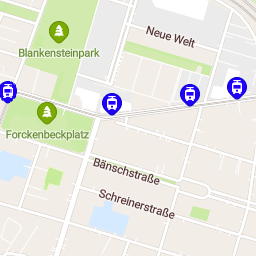 Neue Welt
Blankensteinpark
Forckenbeckplatz
Bänschstraße
Schreinerstraße